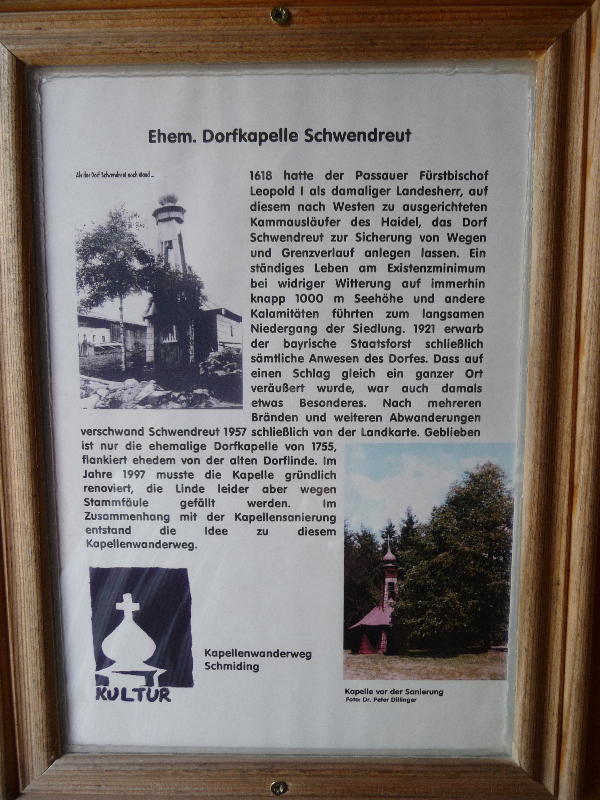 Ehem. Dorfkapelle Schwendreut
Als das Dorf Schwendreut noch stand ...
1618 hatte der Passauer Fürstbischof
Leopold I als damaliger Landesherr, auf
diesem nach Westen zu ausgerichteten
Kammausläufer des Haidel, das Dorf
Schwendreut zur Sicherung von Wegen
und Grenzverlauf anlegen lassen. Ein
ständiges Leben am Existenzminimum
bei widriger Witterung auf immerhin
knapp 1000 m Seehöhe und andere
Kalamitäten führten zum langsamen
Niedergang der Siedlung. 1921 erwarb
der bayrische Staatsforst schließlich
sämtliche Anwesen des Dorfes. Dass auf
einen Schlag gleich ein ganzer Ort
veräußert wurde, war auch damals
etwas Besonderes. Nach mehreren
Bränden und weiteren Abwanderungen
verschwand Schwendreut 1957 schließlich von der Landkarte. Geblieben
ist nur die ehemalige Dorfkapelle von 1755,
flankiert ehedem von der alten Dorflinde. Im
Jahre 1997 musste die Kapelle gründlich
renoviert, die Linde leider aber wegen
Stammfäule gefällt werden. Im
Zusammenhang mit der Kapellensanierung
entstand die Idee zu diesem
Kapellenwanderweg.
KULTUR
Kapellenwanderweg
Schmiding
Kapelle vor der Sanierung
Foto: Dr. Peter Dillinger